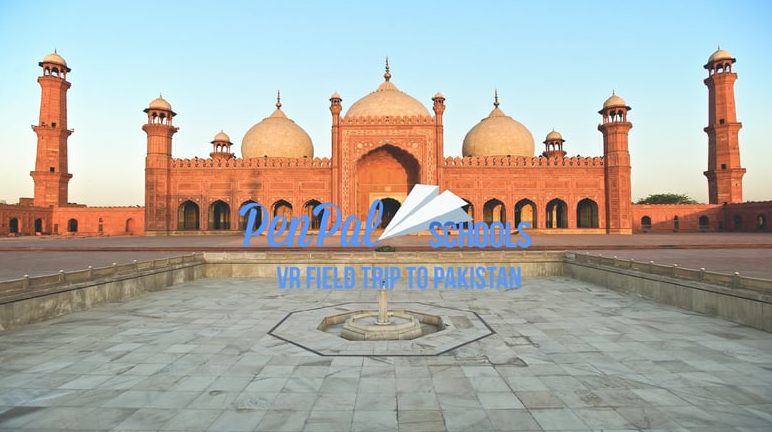 PenPal SCHOOLS
VR FIELD TRIP TO PAKISTAN